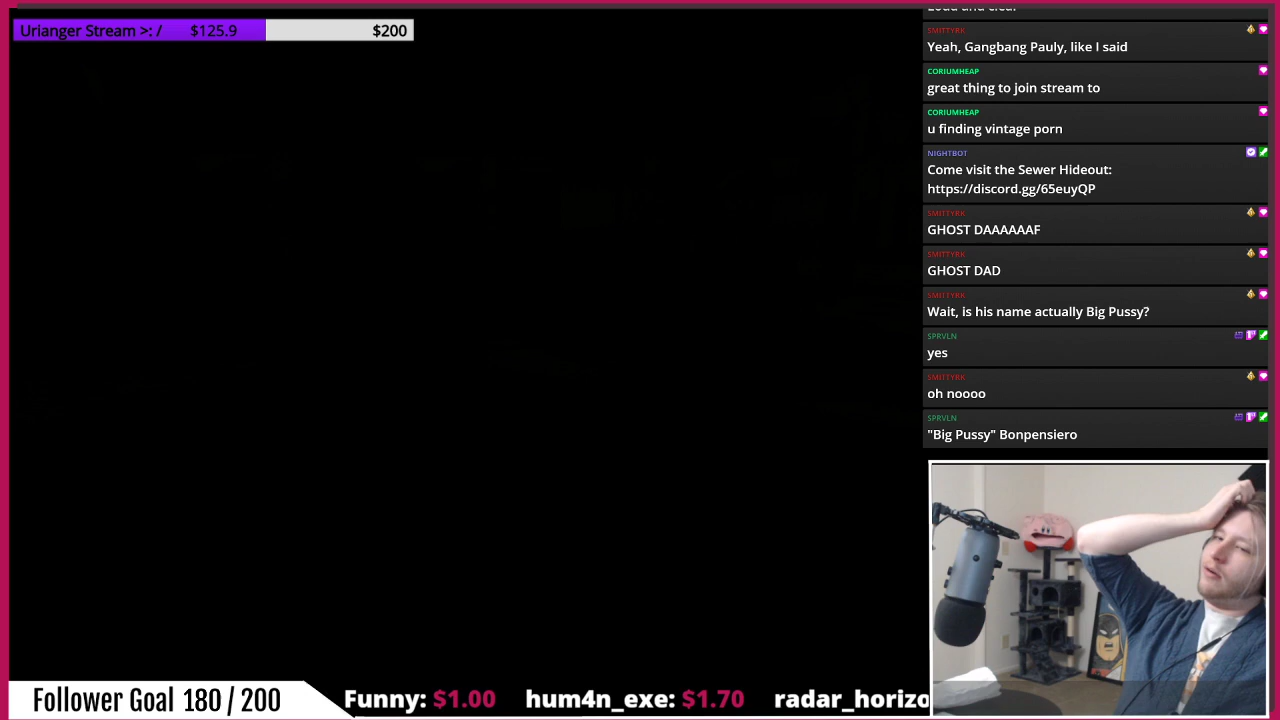 Urlanger Stream >: / $125.9 $200
SMITTYRK
Yeah, Gangbang Pauly, like I said
CORIUMHEAP
great thing to join stream to
CORIUMHEAP
u finding vintage porn
NIGHTBOT
Come visit the Sewer Hideout:
https://discord.gg/65euyQP
SMITTYRK
GHOST DAAAAAAF
SMITTYRK
GHOST DAD
SMITTYRK
Wait, is his name actually Big Pussy?
SPRVLN
yes
SMITTYRK
oh noooo
SPRVLN
"Big Pussy" Bonpensiero
Follower Goal 180 / 200
Funny: $1.00 hum4n_exe: $1.70 radar_horizo